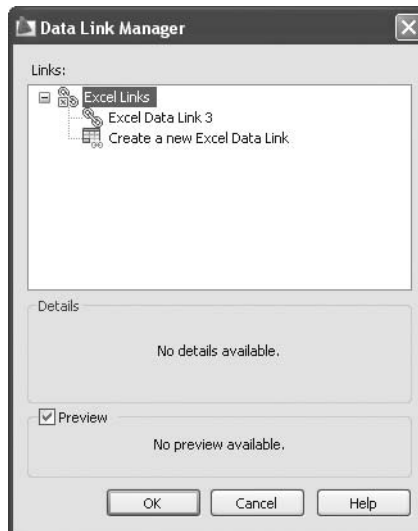 Data Link Manager
Links:
Excel Links
Excel Data Link 3
Create a new Excel Data Link
Details
No details available.
Preview
No preview available.
OK Cancel Help